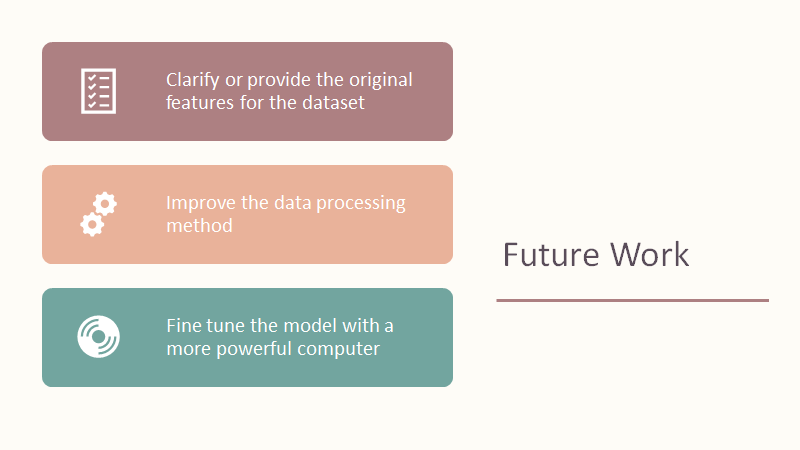 Clarify or provide the original
features for the dataset
Improve the data processing
method
Fine tune the model with a
more powerful computer
Future Work